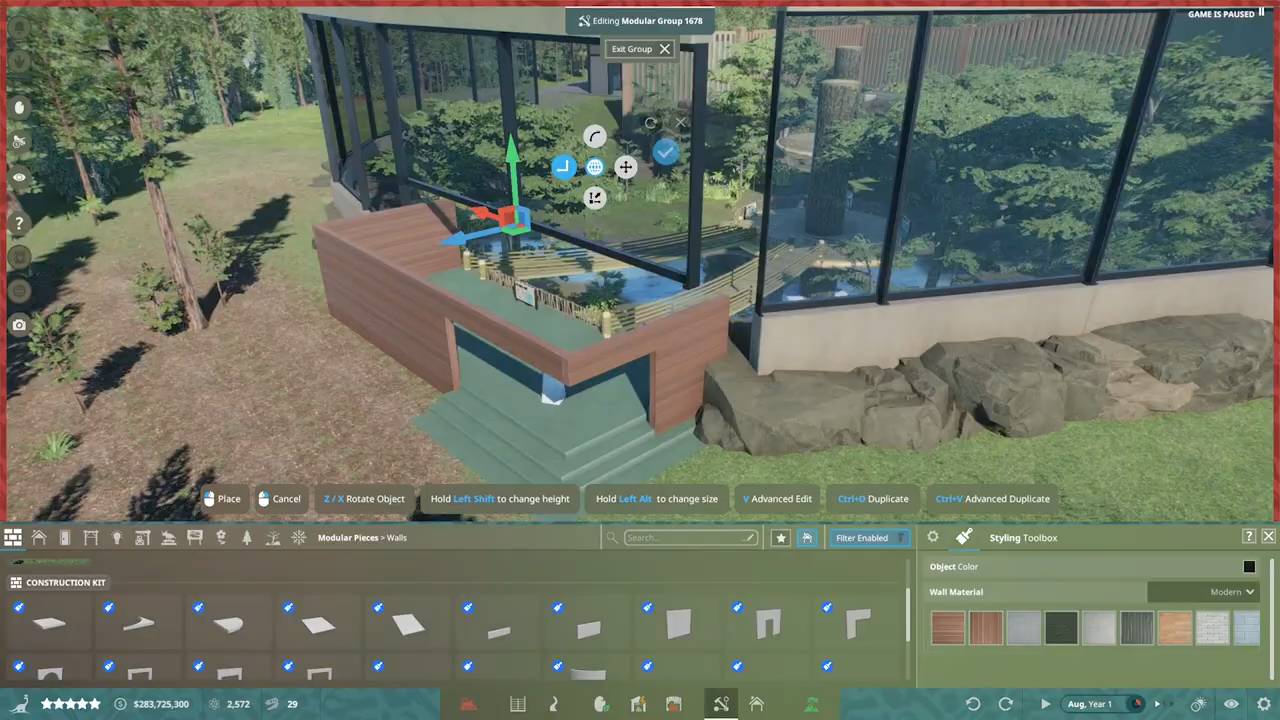 Editing Modular Group 1678
GAME IS PAUSED
Exit Group
?
Place
Cancel
Z / X Rotate Object
Hold Left Shift to change height
Hold Left Alt to change size
V Advanced Edit
Ctrl+D Duplicate
Ctrl+V Advanced Duplicate
Modular Pieces > Walls
Search...
Filter Enabled
Styling Toolbox
?
Object Color
CONSTRUCTION KIT
Wall Material
Modern
$283,725,300
2,572
29
Aug, Year 1